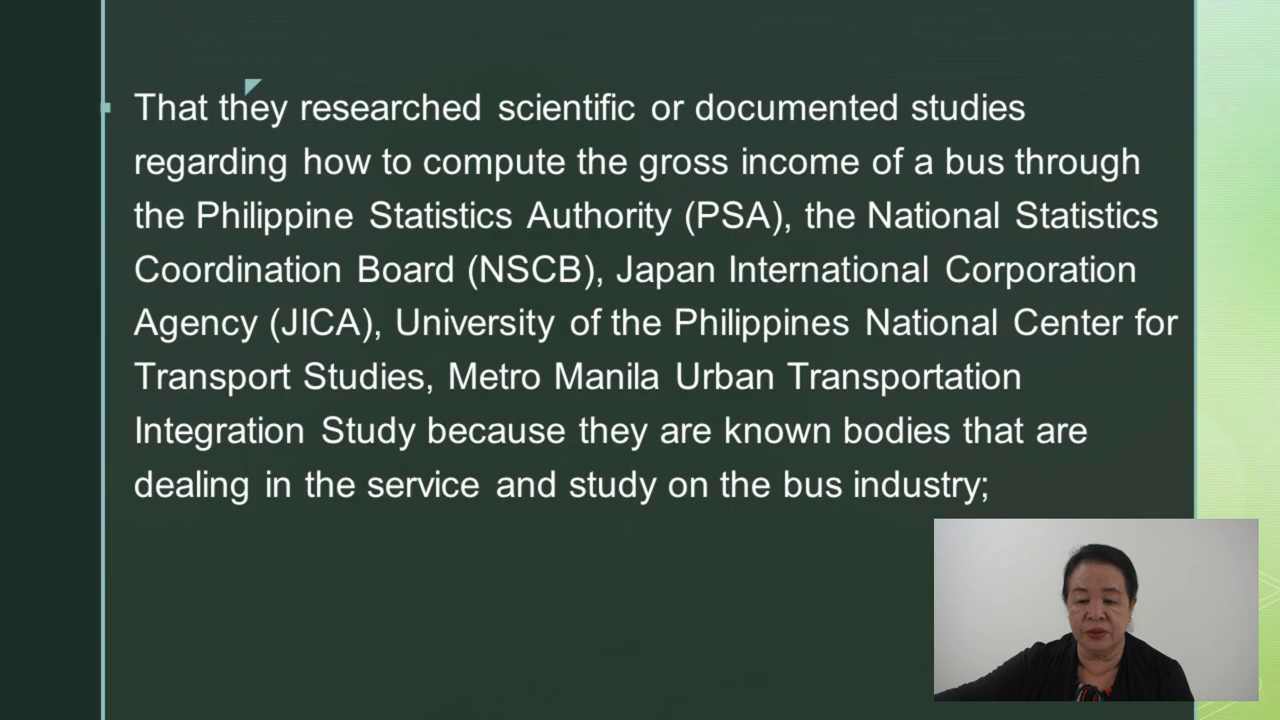 That they researched scientific or documented studies
regarding how to compute the gross income of a bus through
the Philippine Statistics Authority (PSA), the National Statistics
Coordination Board (NSCB), Japan International Corporation
Agency (JICA), University of the Philippines National Center for
Transport Studies, Metro Manila Urban Transportation
Integration Study because they are known bodies that are
dealing in the service and study on the bus industry;